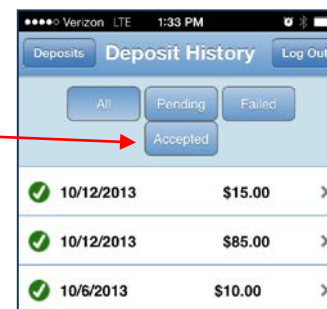 Verizon LTE 1:33 PM
Deposits Deposit History Log Out
All Pending Failed
Accepted
10/12/2013 $15.00
10/12/2013 $85.00
10/6/2013 $10.00